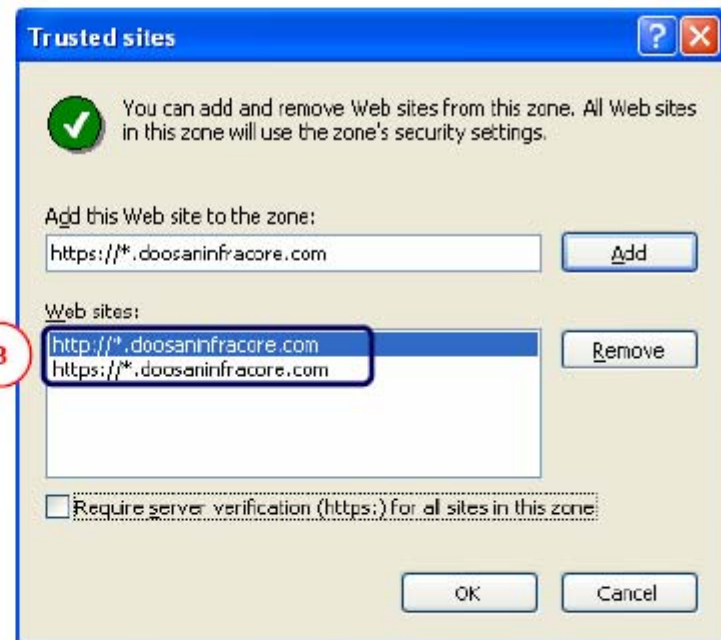 Trusted sites
You can add and remove Web sites from this zone. All Web sites
in this zone will use the zone's security settings.
Add this Web site to the zone:
https://*.doosaninfracore.com
Add
Web sites:
http://*.doosaninfracore.com
https://*.doosaninfracore.com
Remove
Require server verification (https:) for all sites in this zone
OK
Cancel